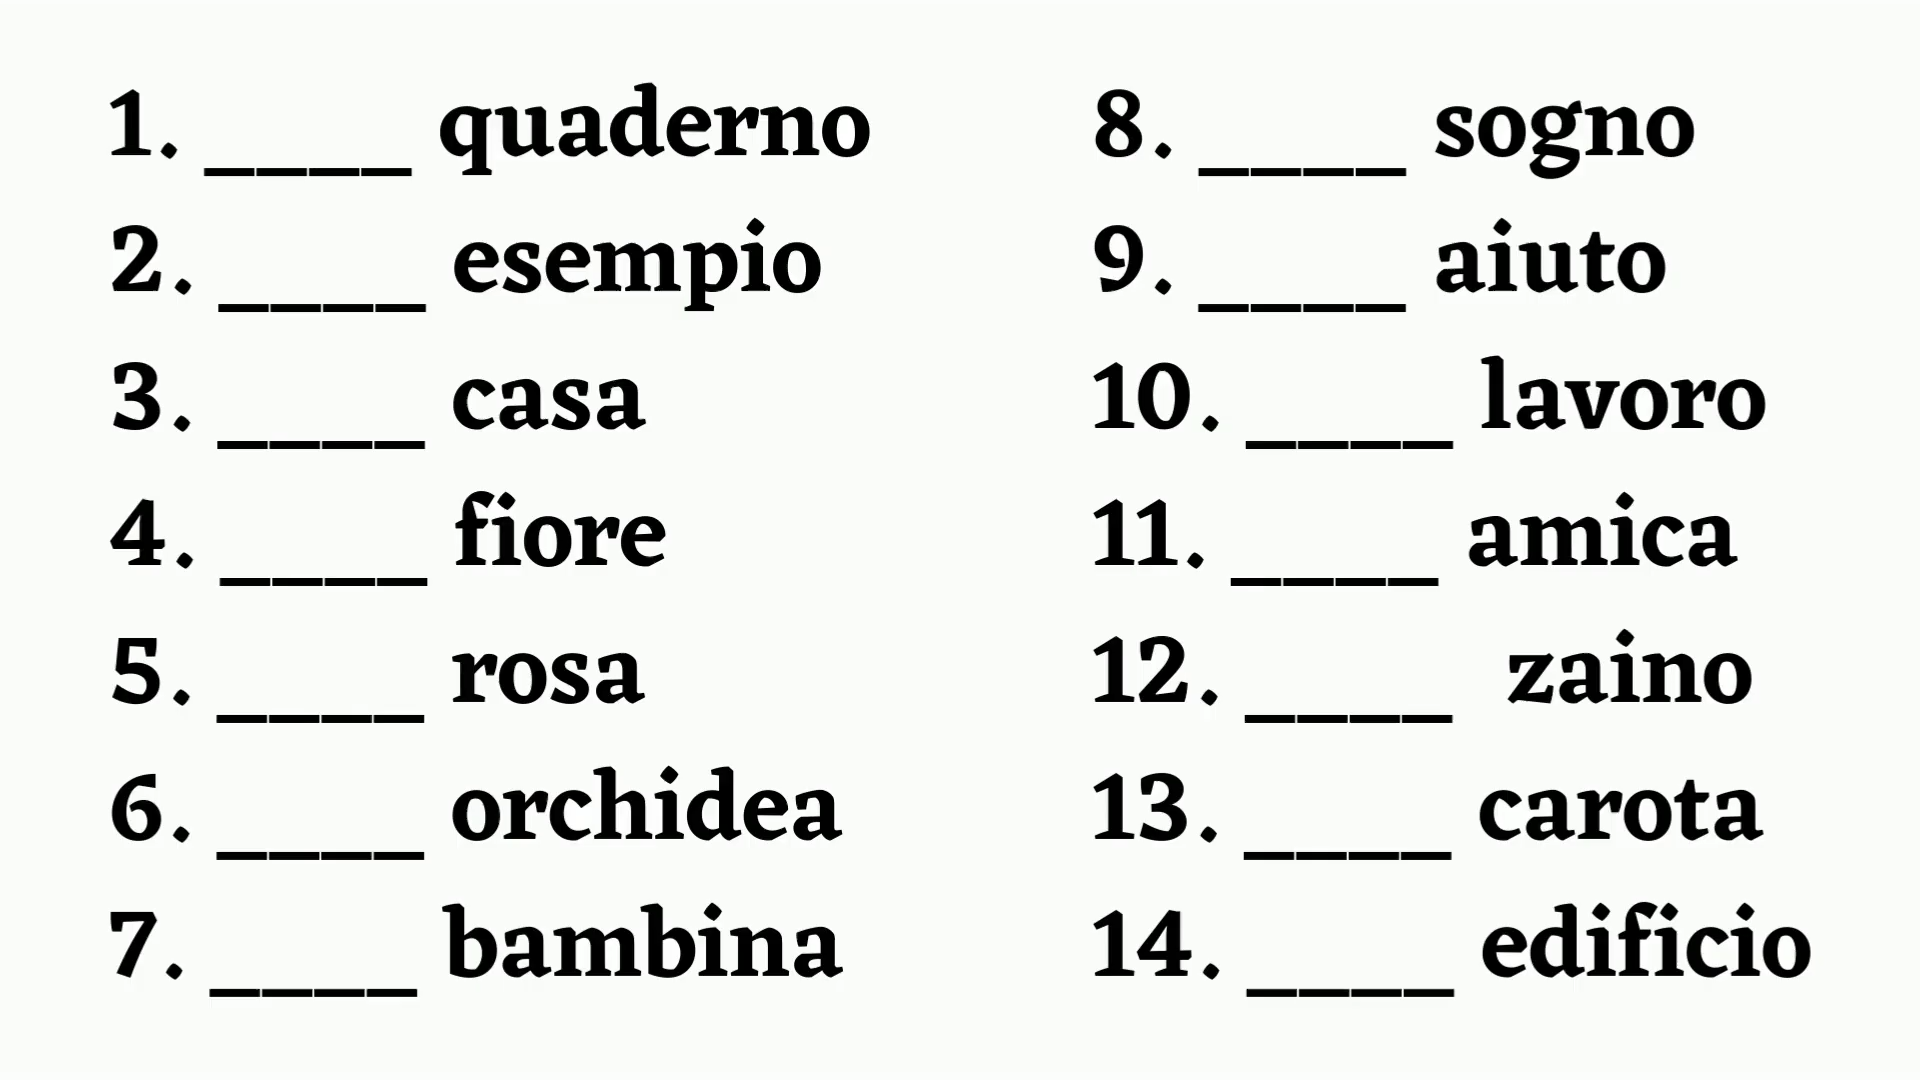 1. ____ quaderno
2. ____ esempio
3. ____ casa
4. ____ fiore
5. ____ rosa
6. ____ orchidea
7. ____ bambina
8. ____ sogno
9. ____ aiuto
10. ____ lavoro
11. ____ amica
12. ____ zaino
13. ____ carota
14. ____ edificio